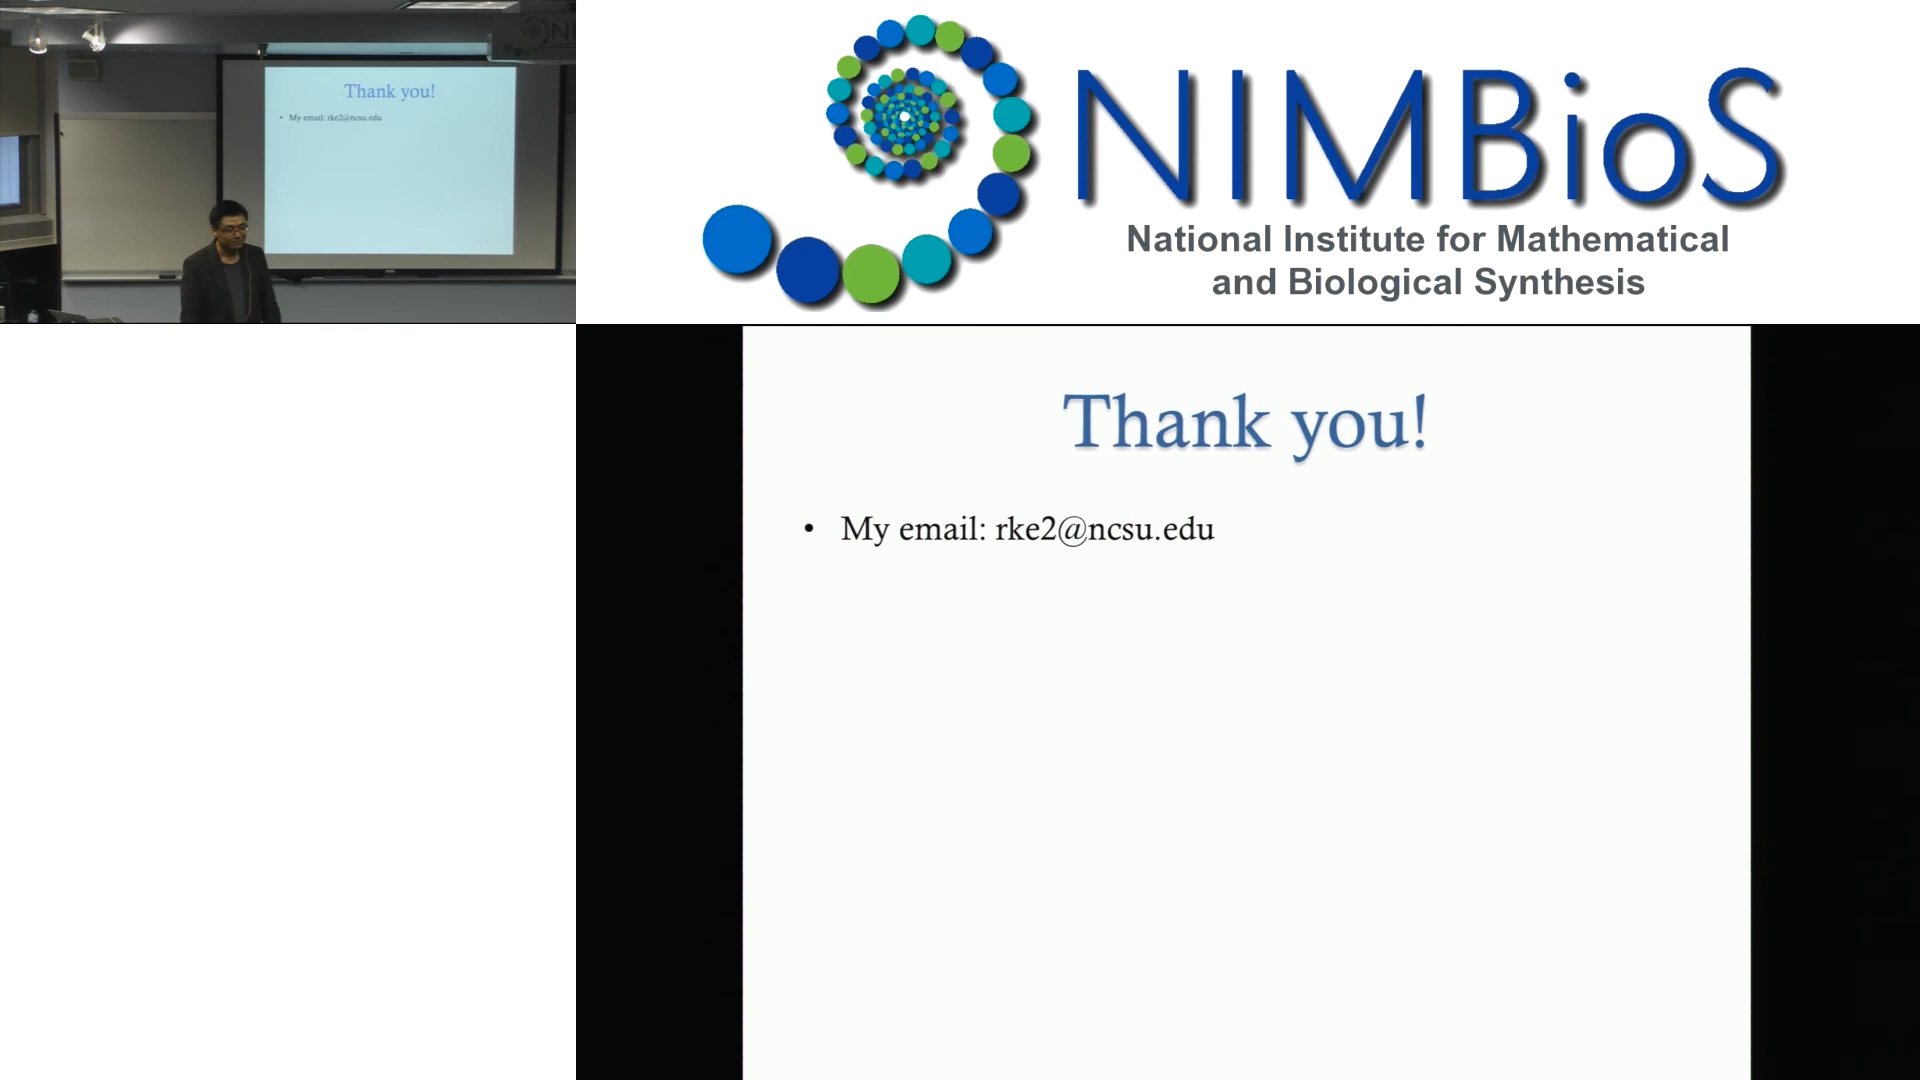 Thank you!
• My email: rke2@ncsu.edu
NIMBioS
National Institute for Mathematical
and Biological Synthesis
Thank you!
• My email: rke2@ncsu.edu